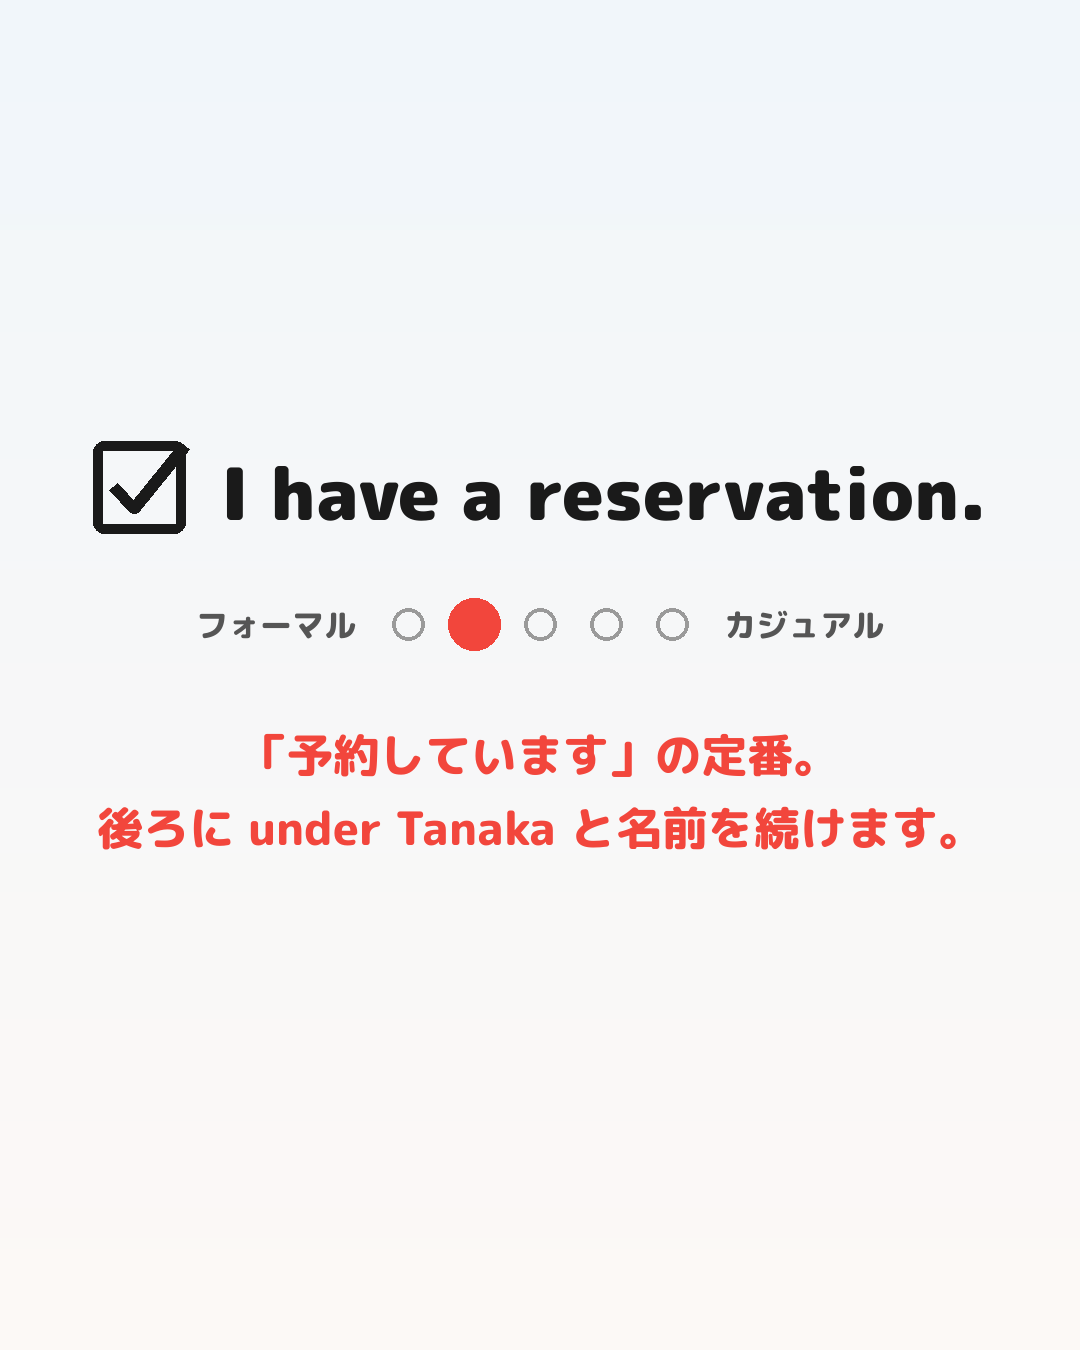 I have a reservation.
フォーマル カジュアル
「予約しています」の定番。
後ろに under Tanaka と名前を続けます。